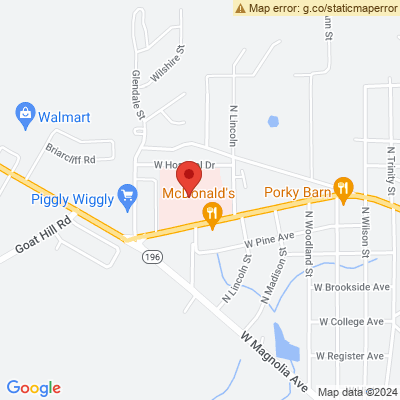 Map error: g.co/staticmaperror
Wilshire St
Glendale St
Walmart
Briarcliff Rd
N Lincoln
W Ho
al Dr
N Trinity St
McDonald's
Porky Barn
Piggly Wiggly
Goat Hill Rd
N Woodland St
N Wilson St
W Pine Ave
196
N Lincoln St
N Madison St
W Brookside Ave
W College Ave
W Magnolia Ave
W Register Ave
Google
Map data ©2024